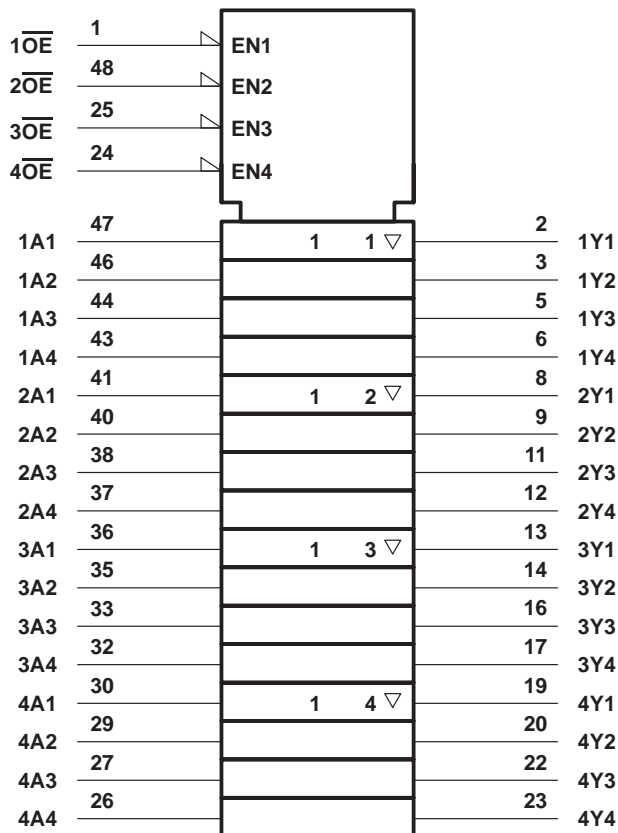 1O̅E̅ 1 EN1
2O̅E̅ 48 EN2
3O̅E̅ 25 EN3
4O̅E̅ 24 EN4
1A1 47 1 1 ▽ 2 1Y1
1A2 46 3 1Y2
1A3 44 5 1Y3
1A4 43 6 1Y4
2A1 41 1 2 ▽ 8 2Y1
2A2 40 9 2Y2
2A3 38 11 2Y3
2A4 37 12 2Y4
3A1 36 1 3 ▽ 13 3Y1
3A2 35 14 3Y2
3A3 33 16 3Y3
3A4 32 17 3Y4
4A1 30 1 4 ▽ 19 4Y1
4A2 29 20 4Y2
4A3 27 22 4Y3
4A4 26 23 4Y4